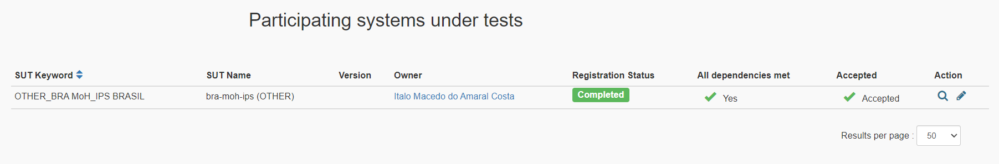 Participating systems under tests
SUT Keyword SUT Name Version Owner Registration Status All dependencies met Accepted Action
OTHER_BRA MoH_IPS BRASIL bra-moh-ips (OTHER) Italo Macedo do Amaral Costa Completed Yes Accepted
Results per page : 50